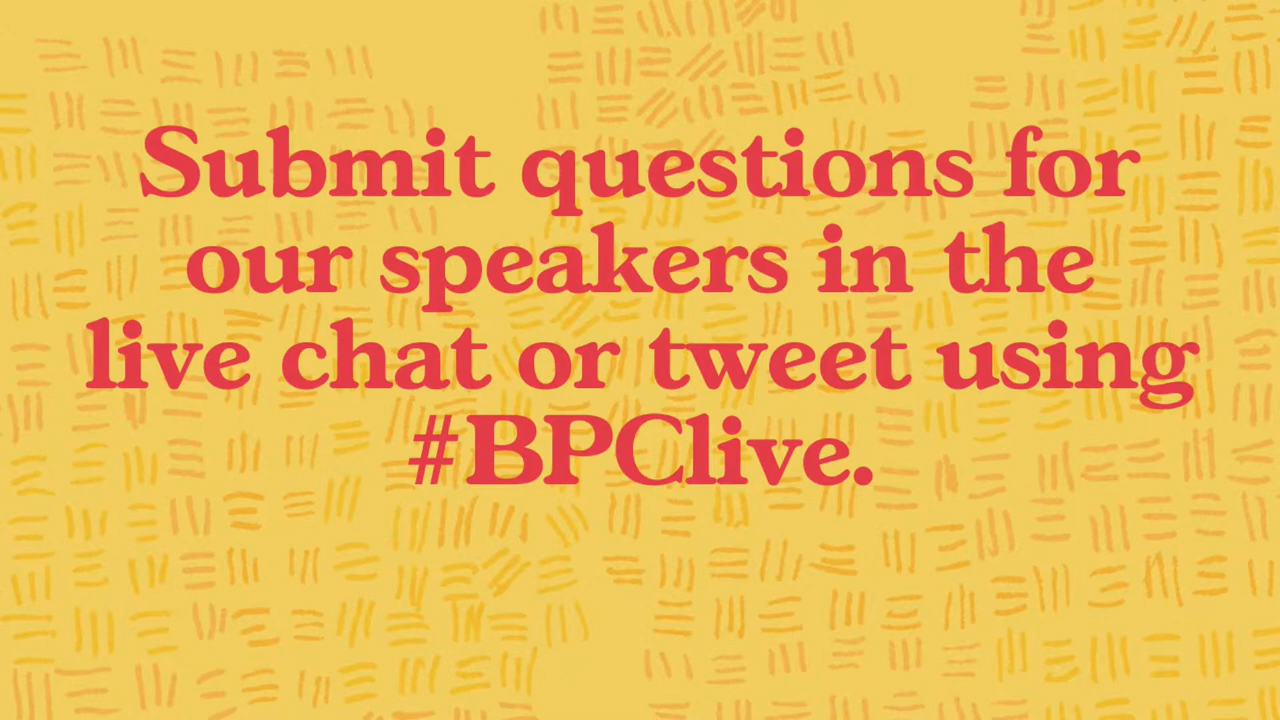 Submit questions for
our speakers in the
live chat or tweet using
#BPClive.